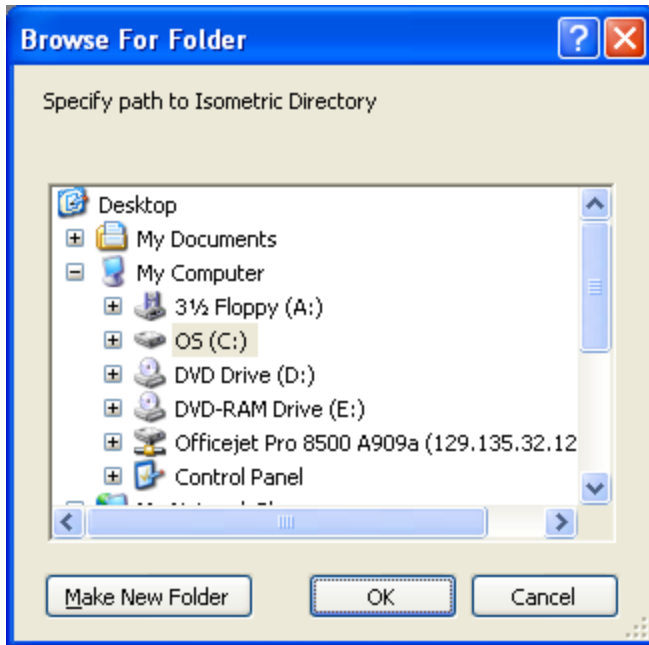 Browse For Folder
Specify path to Isometric Directory
Desktop
My Documents
My Computer
3½ Floppy (A:)
OS (C:)
DVD Drive (D:)
DVD-RAM Drive (E:)
Officejet Pro 8500 A909a (129.135.32.12
Control Panel
Make New Folder
OK
Cancel